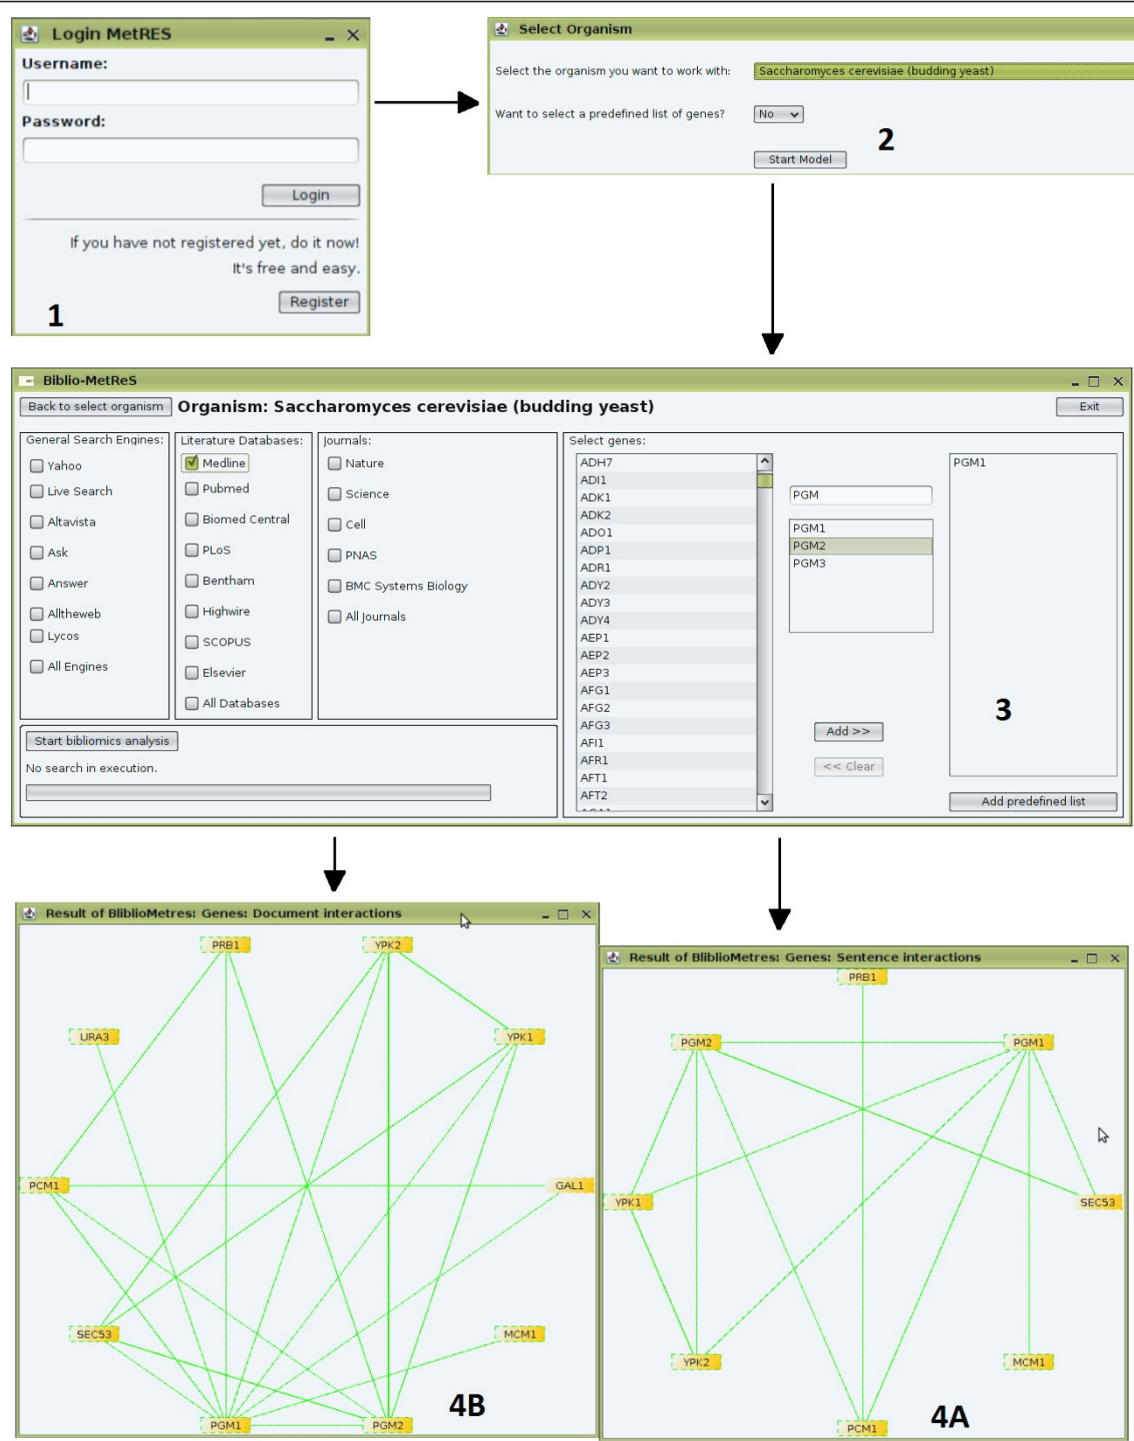 Login MetRES
Username:
Password:
Login
If you have not registered yet, do it now!
It's free and easy.
Register
1
Select Organism
Select the organism you want to work with: Saccharomyces cerevisiae (budding yeast)
Want to select a predefined list of genes? No
2
Start Model
Biblio-MetReS
Back to select organism Organism: Saccharomyces cerevisiae (budding yeast) Exit
General Search Engines:
Yahoo
Live Search
Altavista
Ask
Answer
Alltheweb
Lycos
All Engines
Literature Databases:
Medline
Pubmed
Biomed Central
PLoS
Bentham
Highwire
SCOPUS
Elsevier
All Databases
Journals:
Nature
Science
Cell
PNAS
BMC Systems Biology
All Journals
Start bibliomics analysis
No search in execution.
Select genes:
ADH7
ADI1
ADK1
ADK2
ADO1
ADP1
ADR1
ADY2
ADY3
ADY4
AEP1
AEP2
AEP3
AFG1
AFG2
AFG3
AFI1
AFR1
AFT1
AFT2
PGM
PGM1
PGM2
PGM3
Add >>
<< Clear
PGM1
3
Add predefined list
Result of BliblioMetres: Genes: Document interactions
PRB1
YPK2
URA3
YPK1
PCM1
GAL1
SEC53
MCM1
PGM1
PGM2
4B
Result of BliblioMetres: Genes: Sentence interactions
PRB1
PGM2
PGM1
YPK1
SEC53
YPK2
MCM1
PCM1
4A